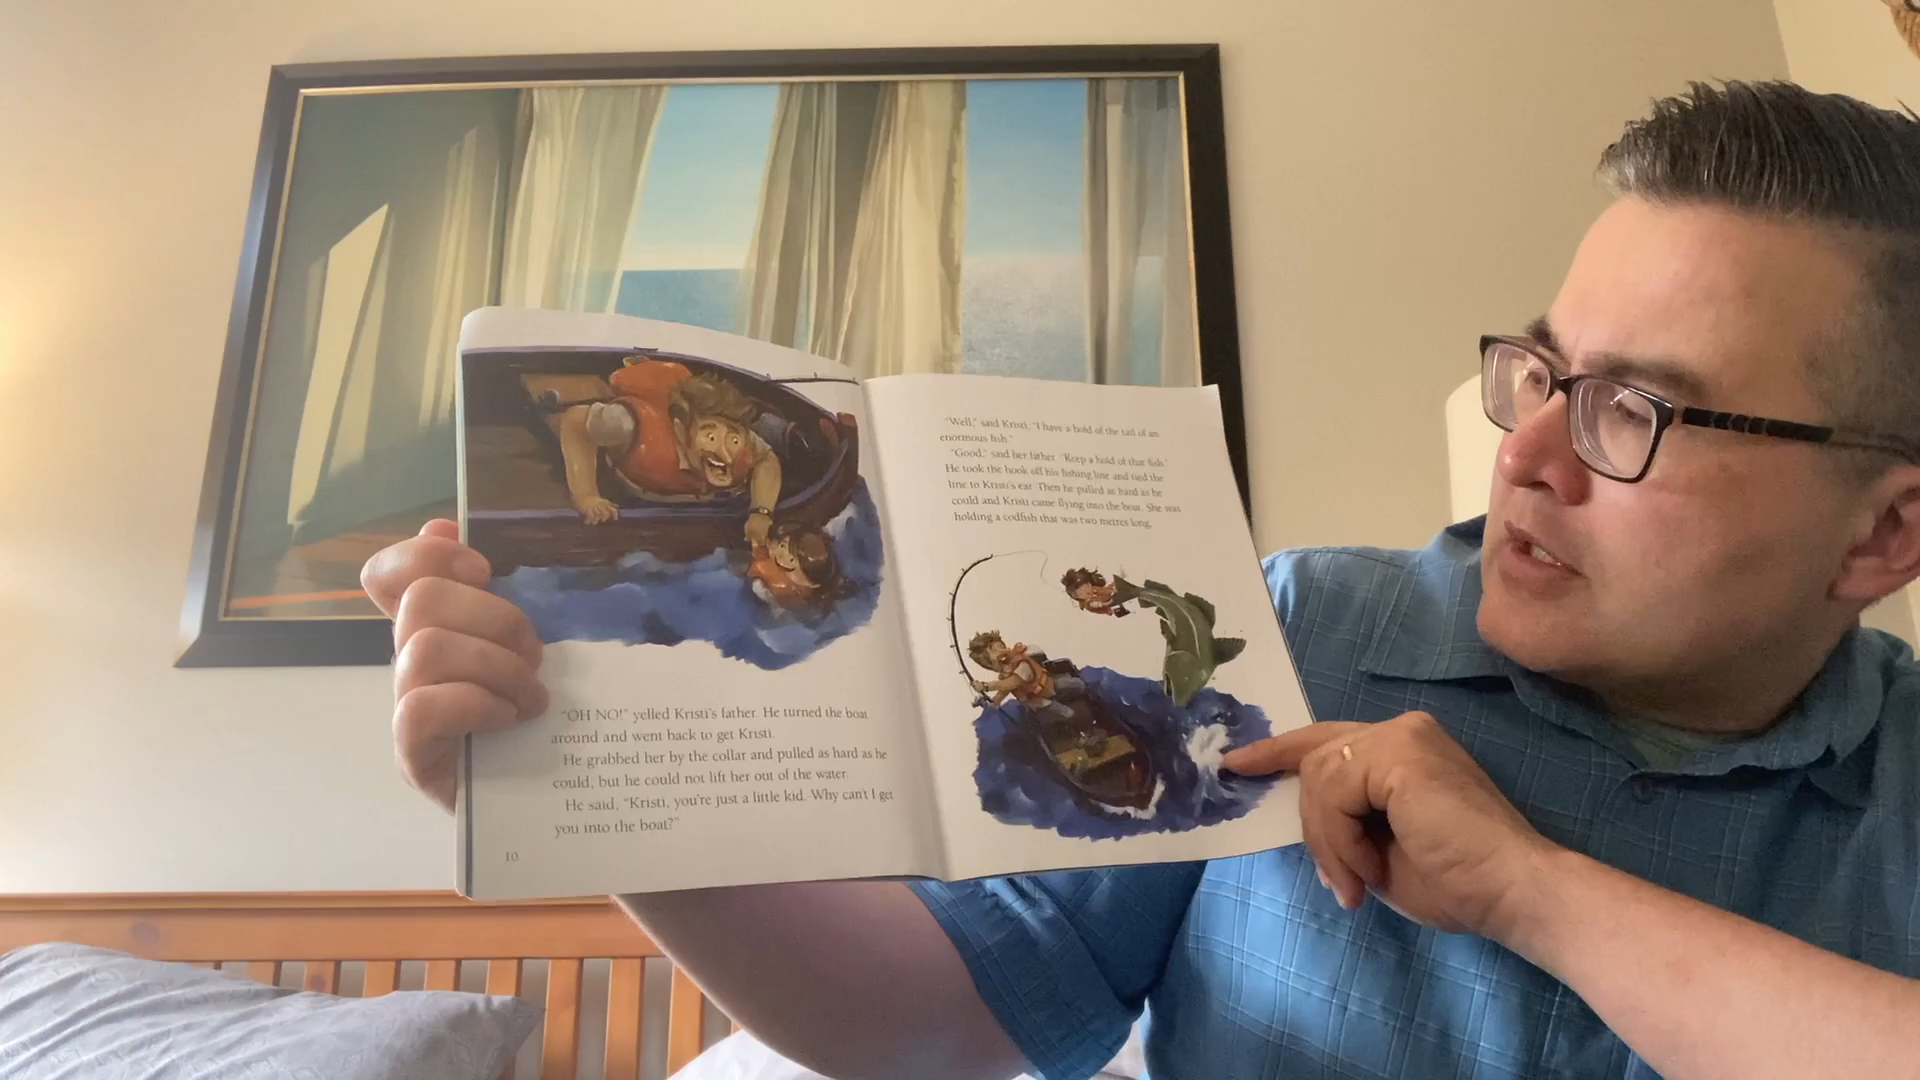 "OH NO!" yelled Kristi's father. He turned the boat
around and went back to get Kristi.
He grabbed her by the collar and pulled as hard as he
could, but he could not lift her out of the water.
He said, "Kristi, you're just a little kid. Why can't I get
you into the boat?"
10
"Well," said Kristi, "I have a hold of the tail of an
enormous fish."
"Good," said her father. "Keep a hold of that fish."
He took the hook off his fishing line and tied the
line to Kristi's ear. Then he pulled as hard as he
could and Kristi came flying into the boat. She was
holding a codfish that was two metres long.